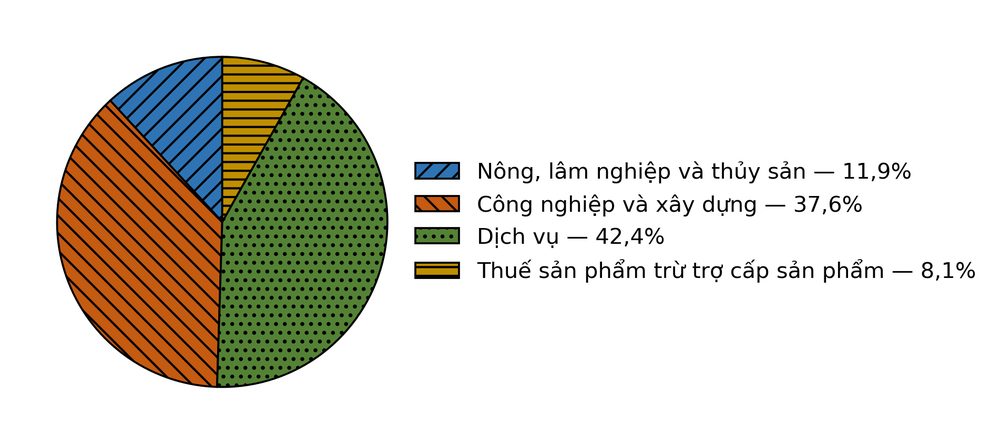 Nông, lâm nghiệp và thủy sản — 11,9%
Công nghiệp và xây dựng — 37,6%
Dịch vụ — 42,4%
Thuế sản phẩm trừ trợ cấp sản phẩm — 8,1%